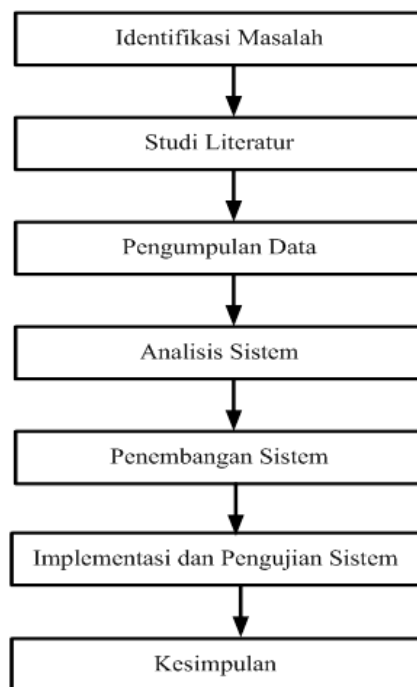 Identifikasi Masalah
Studi Literatur
Pengumpulan Data
Analisis Sistem
Penembangan Sistem
Implementasi dan Pengujian Sistem
Kesimpulan